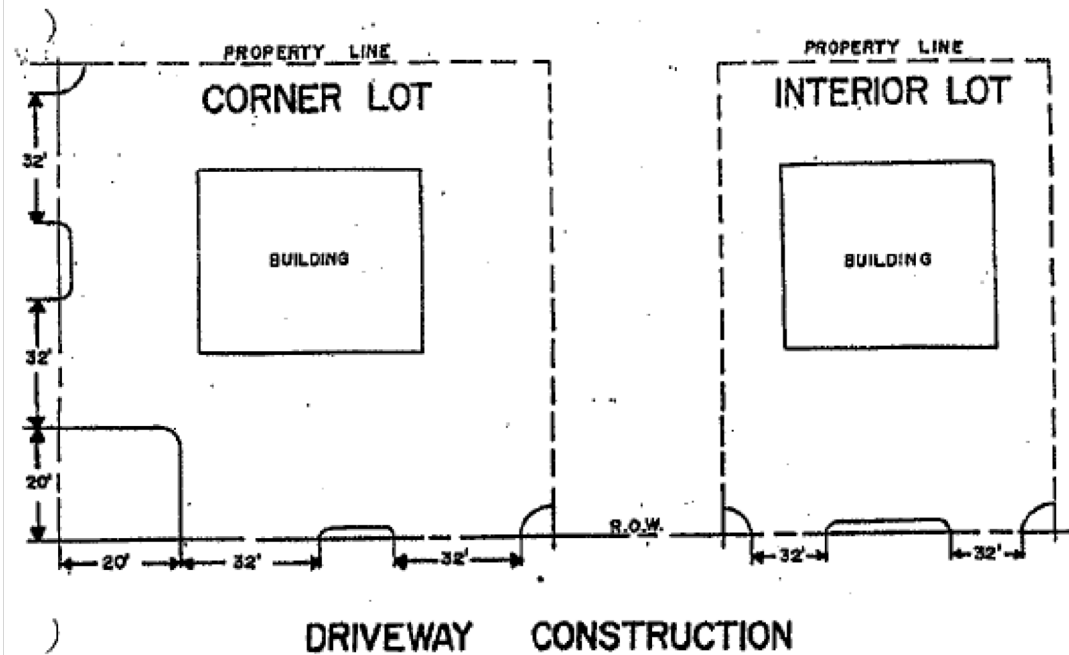 PROPERTY LINE
PROPERTY LINE
CORNER LOT
INTERIOR LOT
32'
BUILDING
BUILDING
32'
20'
R.O.W.
20'
32'
32'
32'
32'
DRIVEWAY CONSTRUCTION